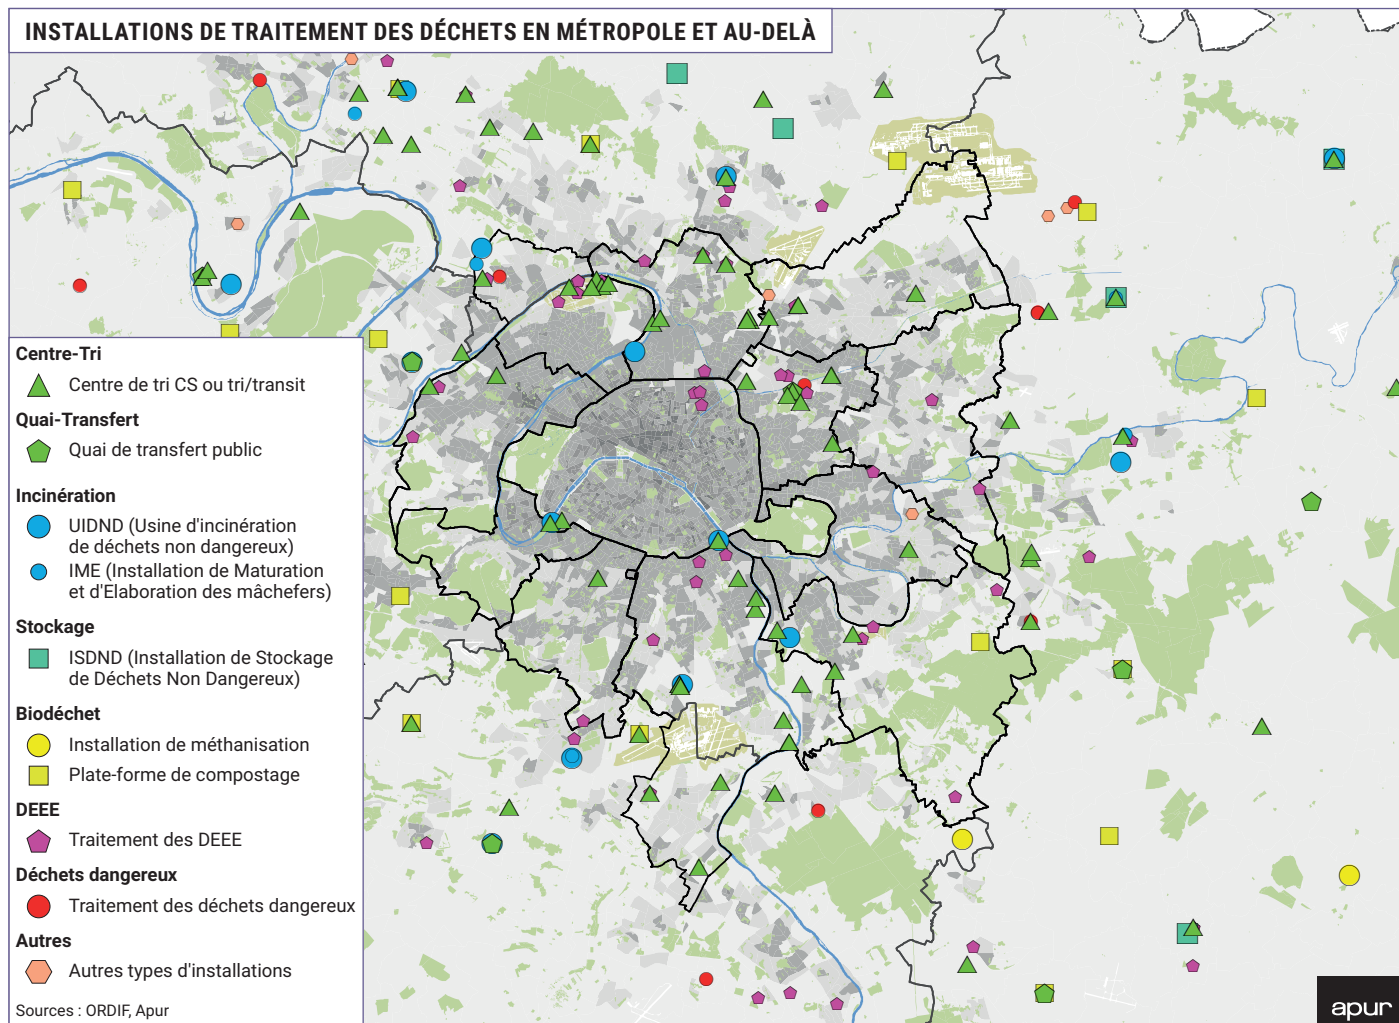 INSTALLATIONS DE TRAITEMENT DES DÉCHETS EN MÉTROPOLE ET AU-DELÀ
Centre-Tri
Centre de tri CS ou tri/transit
Quai-Transfert
Quai de transfert public
Incinération
UIDND (Usine d'incinération
de déchets non dangereux)
IME (Installation de Maturation
et d'Elaboration des mâchefers)
Stockage
ISDND (Installation de Stockage
de Déchets Non Dangereux)
Biodéchet
Installation de méthanisation
Plate-forme de compostage
DEEE
Traitement des DEEE
Déchets dangereux
Traitement des déchets dangereux
Autres
Autres types d'installations
Sources : ORDIF, Apur
apur